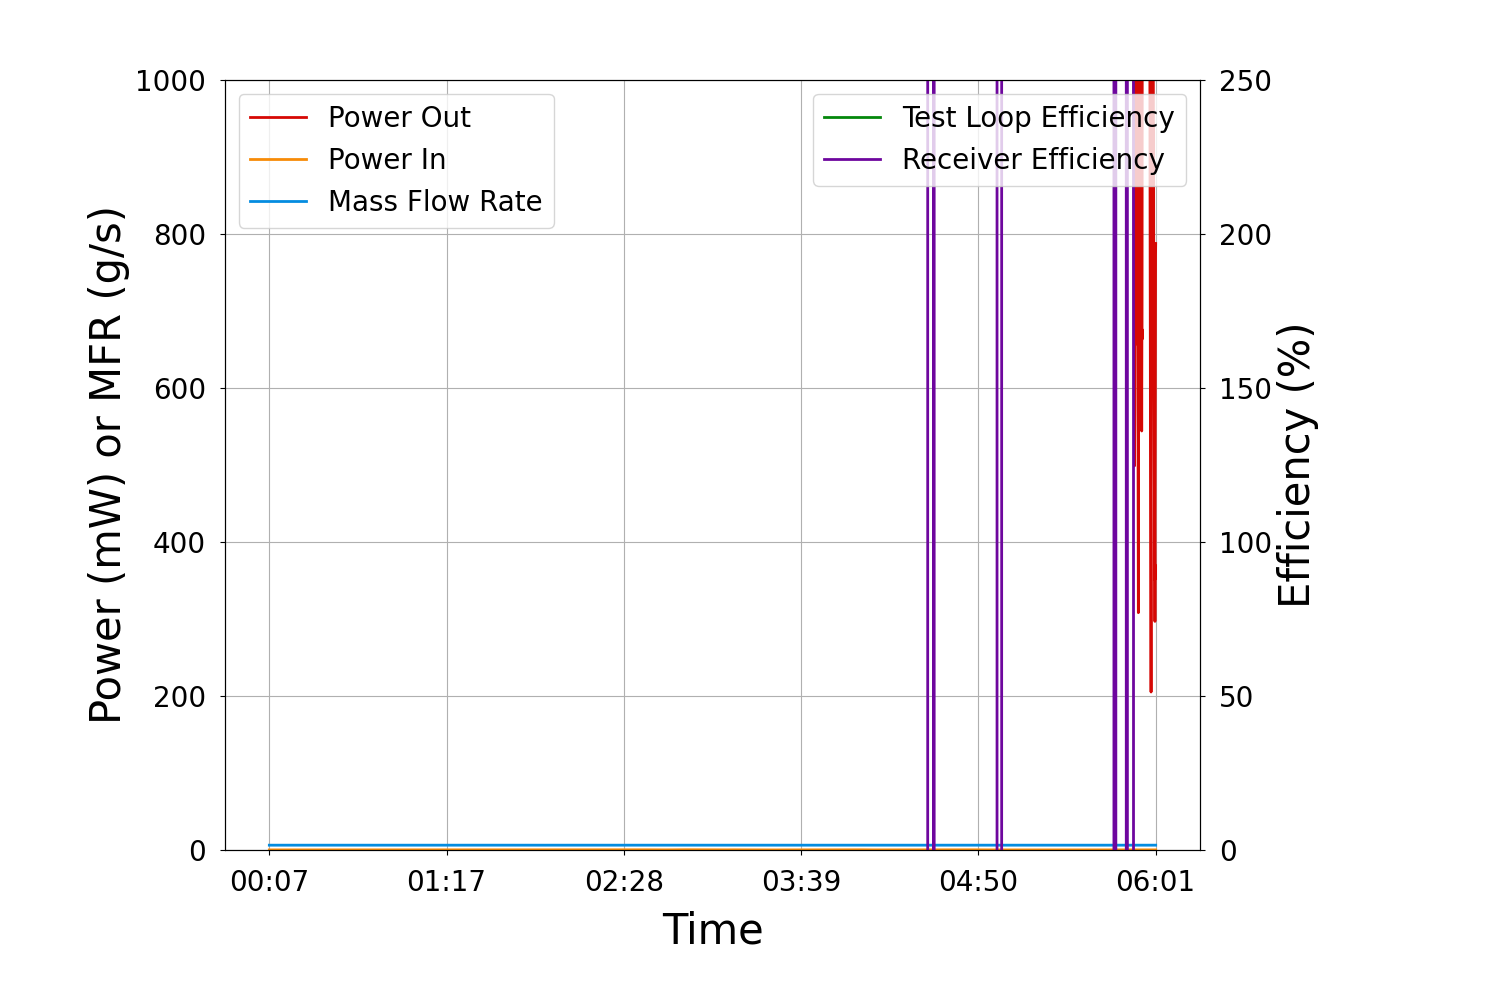 1000
800
600
400
200
0
Power (mW) or MFR (g/s)
Power Out
Power In
Mass Flow Rate
Test Loop Efficiency
Receiver Efficiency
250
200
150
100
50
0
Efficiency (%)
00:07 01:17 02:28 03:39 04:50 06:01
Time